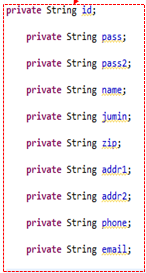 private String id;
private String pass;
private String pass2;
private String name;
private String jumin;
private String zip;
private String addr1;
private String addr2;
private String phone;
private String email;